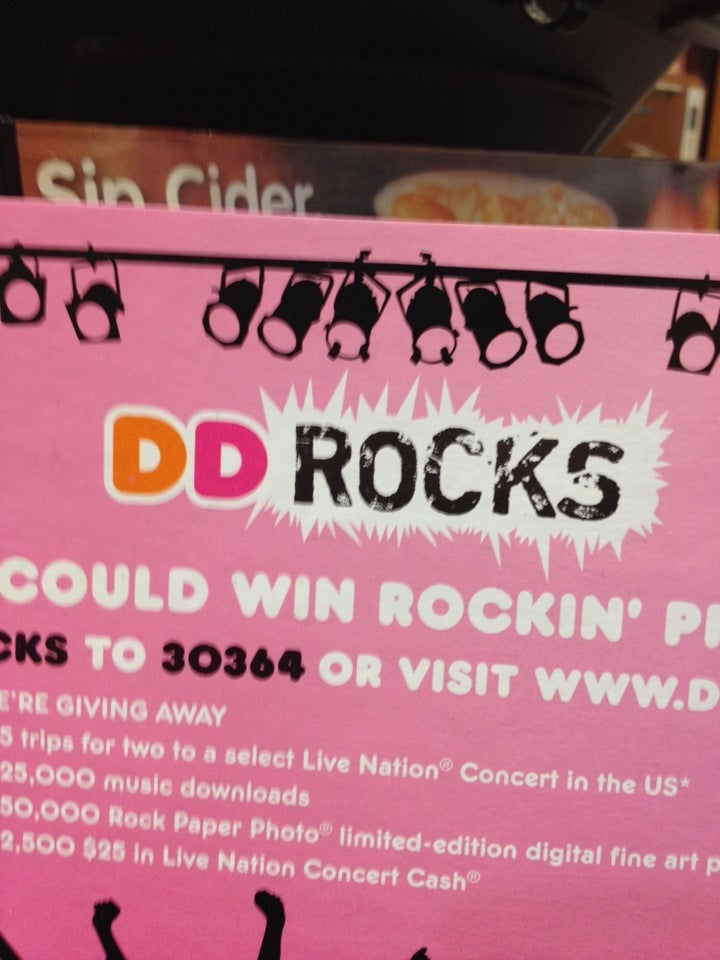 Sip Cider
DD ROCKS
COULD WIN ROCKIN' P
CKS TO 30364 OR VISIT WWW.D
E'RE GIVING AWAY
5 trips for two to a select Live Nation® Concert in the US*
25,000 music downloads
50,000 Rock Paper Photo® limited-edition digital fine art p
2,500 $25 in Live Nation Concert Cash®